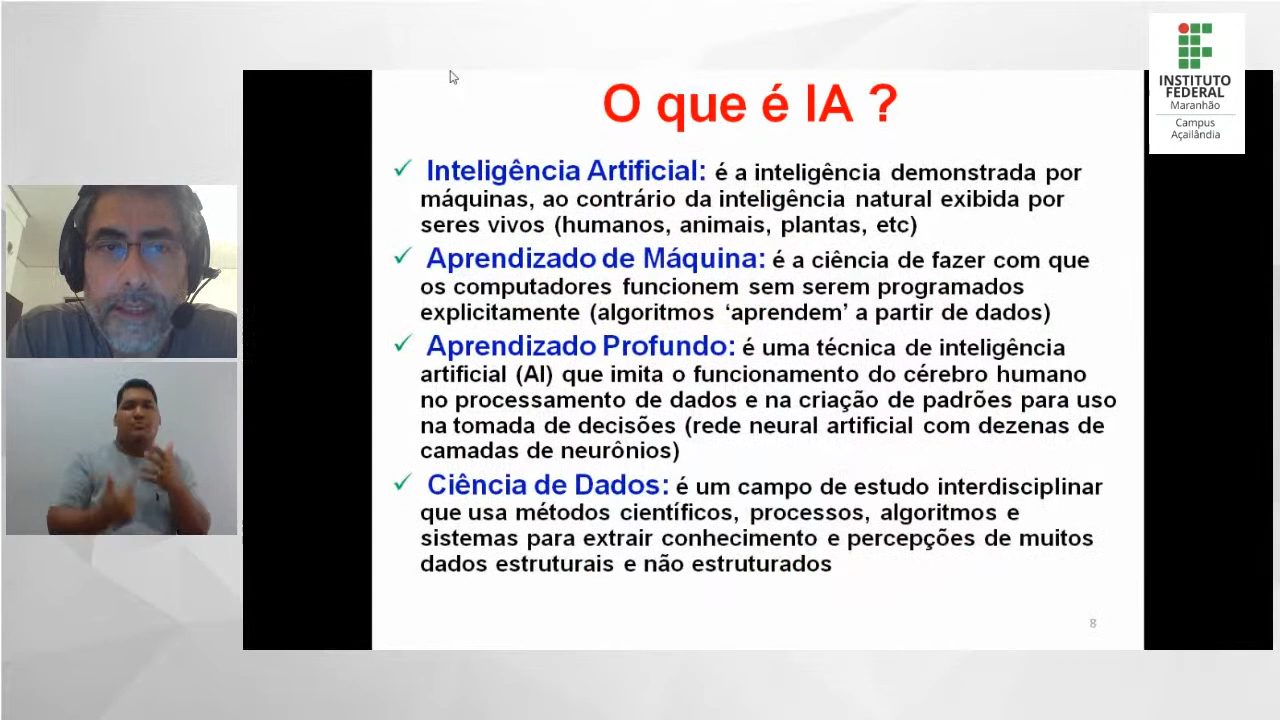 O que é IA ?
INSTITUTO
FEDERAL
Maranhão
Campus
Açailândia
✓ Inteligência Artificial: é a inteligência demonstrada por
máquinas, ao contrário da inteligência natural exibida por
seres vivos (humanos, animais, plantas, etc)
✓ Aprendizado de Máquina: é a ciência de fazer com que
os computadores funcionem sem serem programados
explicitamente (algoritmos ‘aprendem’ a partir de dados)
✓ Aprendizado Profundo: é uma técnica de inteligência
artificial (AI) que imita o funcionamento do cérebro humano
no processamento de dados e na criação de padrões para uso
na tomada de decisões (rede neural artificial com dezenas de
camadas de neurônios)
✓ Ciência de Dados: é um campo de estudo interdisciplinar
que usa métodos científicos, processos, algoritmos e
sistemas para extrair conhecimento e percepções de muitos
dados estruturais e não estruturados
8